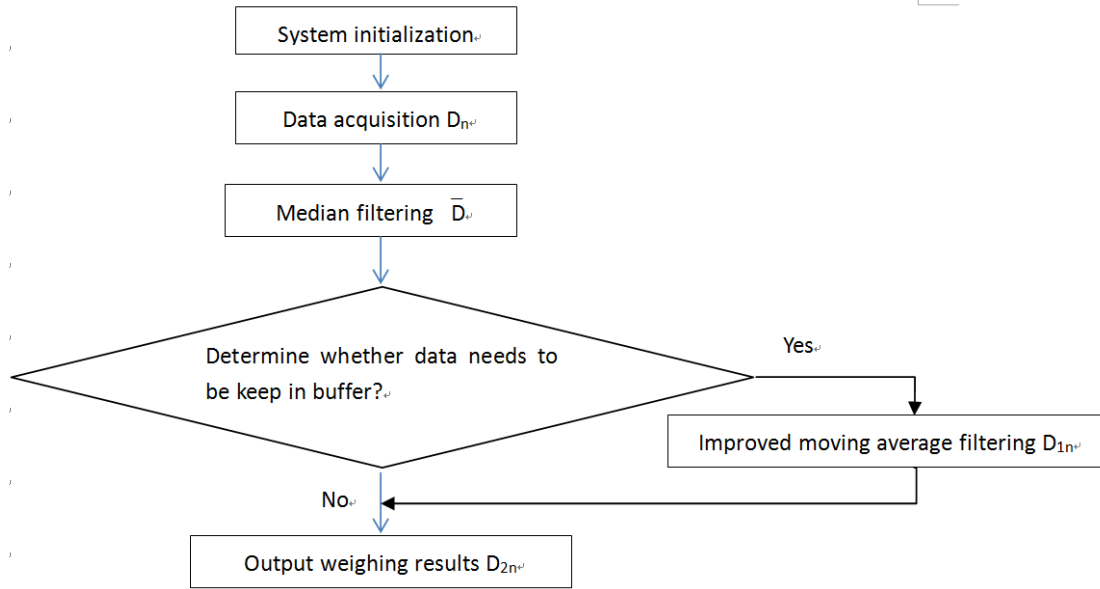 System initialization
Data acquisition Dn
Median filtering D̅
Determine whether data needs to
be keep in buffer?
Yes
Improved moving average filtering D1n
No
Output weighing results D2n